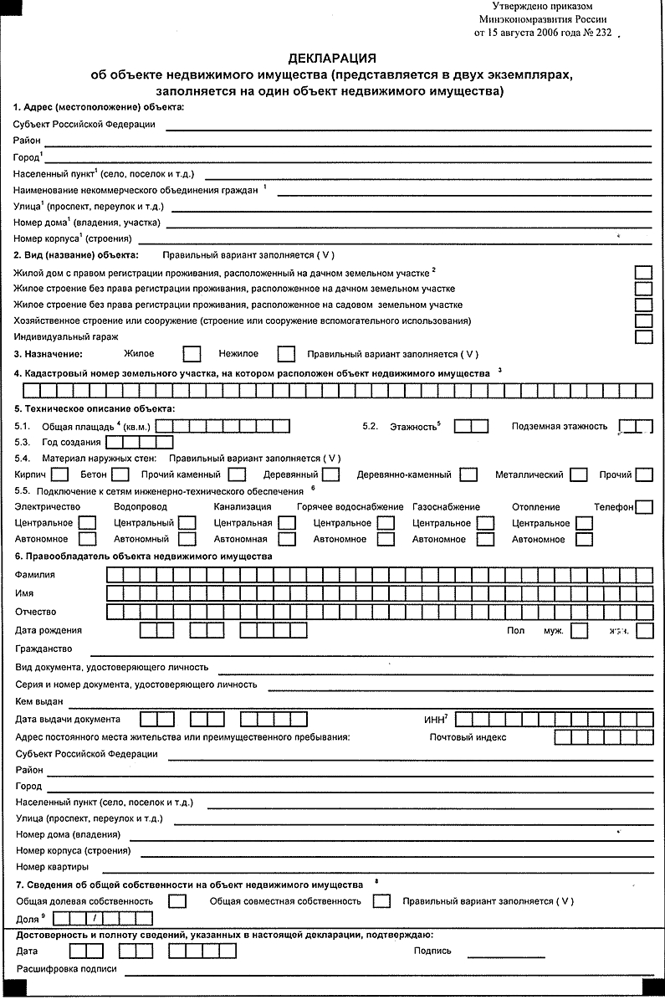 Утверждено приказом
Минэкономразвития России
от 15 августа 2006 года № 232
ДЕКЛАРАЦИЯ
об объекте недвижимого имущества (представляется в двух экземплярах,
заполняется на один объект недвижимого имущества)
1. Адрес (местоположение) объекта:
Субъект Российской Федерации
Район
Город¹
Населенный пункт¹ (село, поселок и т.д.)
Наименование некоммерческого объединения граждан ¹
Улица¹ (проспект, переулок и т.д.)
Номер дома¹ (владения, участка)
Номер корпуса¹ (строения)
2. Вид (название) объекта: Правильный вариант заполняется ( V )
Жилой дом с правом регистрации проживания, расположенный на дачном земельном участке ²
Жилое строение без права регистрации проживания, расположенное на дачном земельном участке
Жилое строение без права регистрации проживания, расположенное на садовом земельном участке
Хозяйственное строение или сооружение (строение или сооружение вспомогательного использования)
Индивидуальный гараж
3. Назначение: Жилое Нежилое Правильный вариант заполняется ( V )
4. Кадастровый номер земельного участка, на котором расположен объект недвижимого имущества ³
5. Техническое описание объекта:
5.1. Общая площадь ⁴ (кв.м.) 5.2. Этажность⁵ Подземная этажность
5.3. Год создания
5.4. Материал наружных стен: Правильный вариант заполняется ( V )
Кирпич Бетон Прочий каменный Деревянный Деревянно-каменный Металлический Прочий
5.5. Подключение к сетям инженерно-технического обеспечения ⁶
Электричество Водопровод Канализация Горячее водоснабжение Газоснабжение Отопление Телефон
Центральное Центральный Центральная Центральное Центральное Центральное
Автономное Автономный Автономная Автономное Автономное Автономное
6. Правообладатель объекта недвижимого имущества
Фамилия
Имя
Отчество
Дата рождения Пол муж. жен.
Гражданство
Вид документа, удостоверяющего личность
Серия и номер документа, удостоверяющего личность
Кем выдан
Дата выдачи документа ИНН⁷
Адрес постоянного места жительства или преимущественного пребывания: Почтовый индекс
Субъект Российской Федерации
Район
Город
Населенный пункт (село, поселок и т.д.)
Улица (проспект, переулок и т.д.)
Номер дома (владения)
Номер корпуса (строения)
Номер квартиры
7. Сведения об общей собственности на объект недвижимого имущества ⁸
Общая долевая собственность Общая совместная собственность Правильный вариант заполняется ( V )
Доля ⁹ /
Достоверность и полноту сведений, указанных в настоящей декларации, подтверждаю:
Дата Подпись
Расшифровка подписи